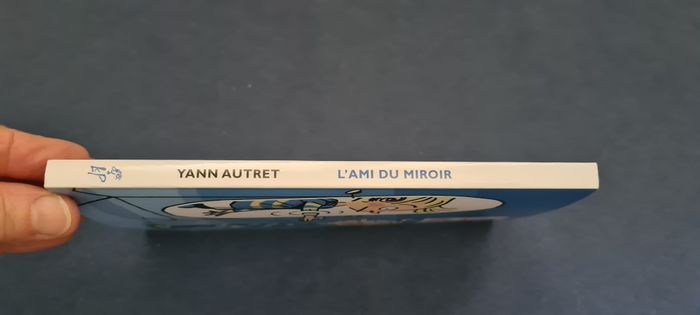 YANN AUTRET L'AMI DU MIROIR